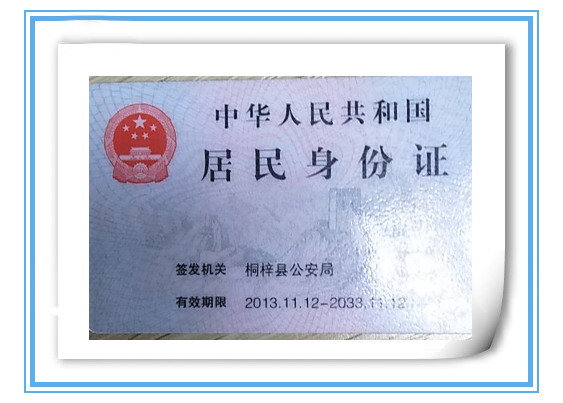 中华人民共和国
居民身份证
签发机关 桐梓县公安局
有效期限 2013.11.12-2033.11.12